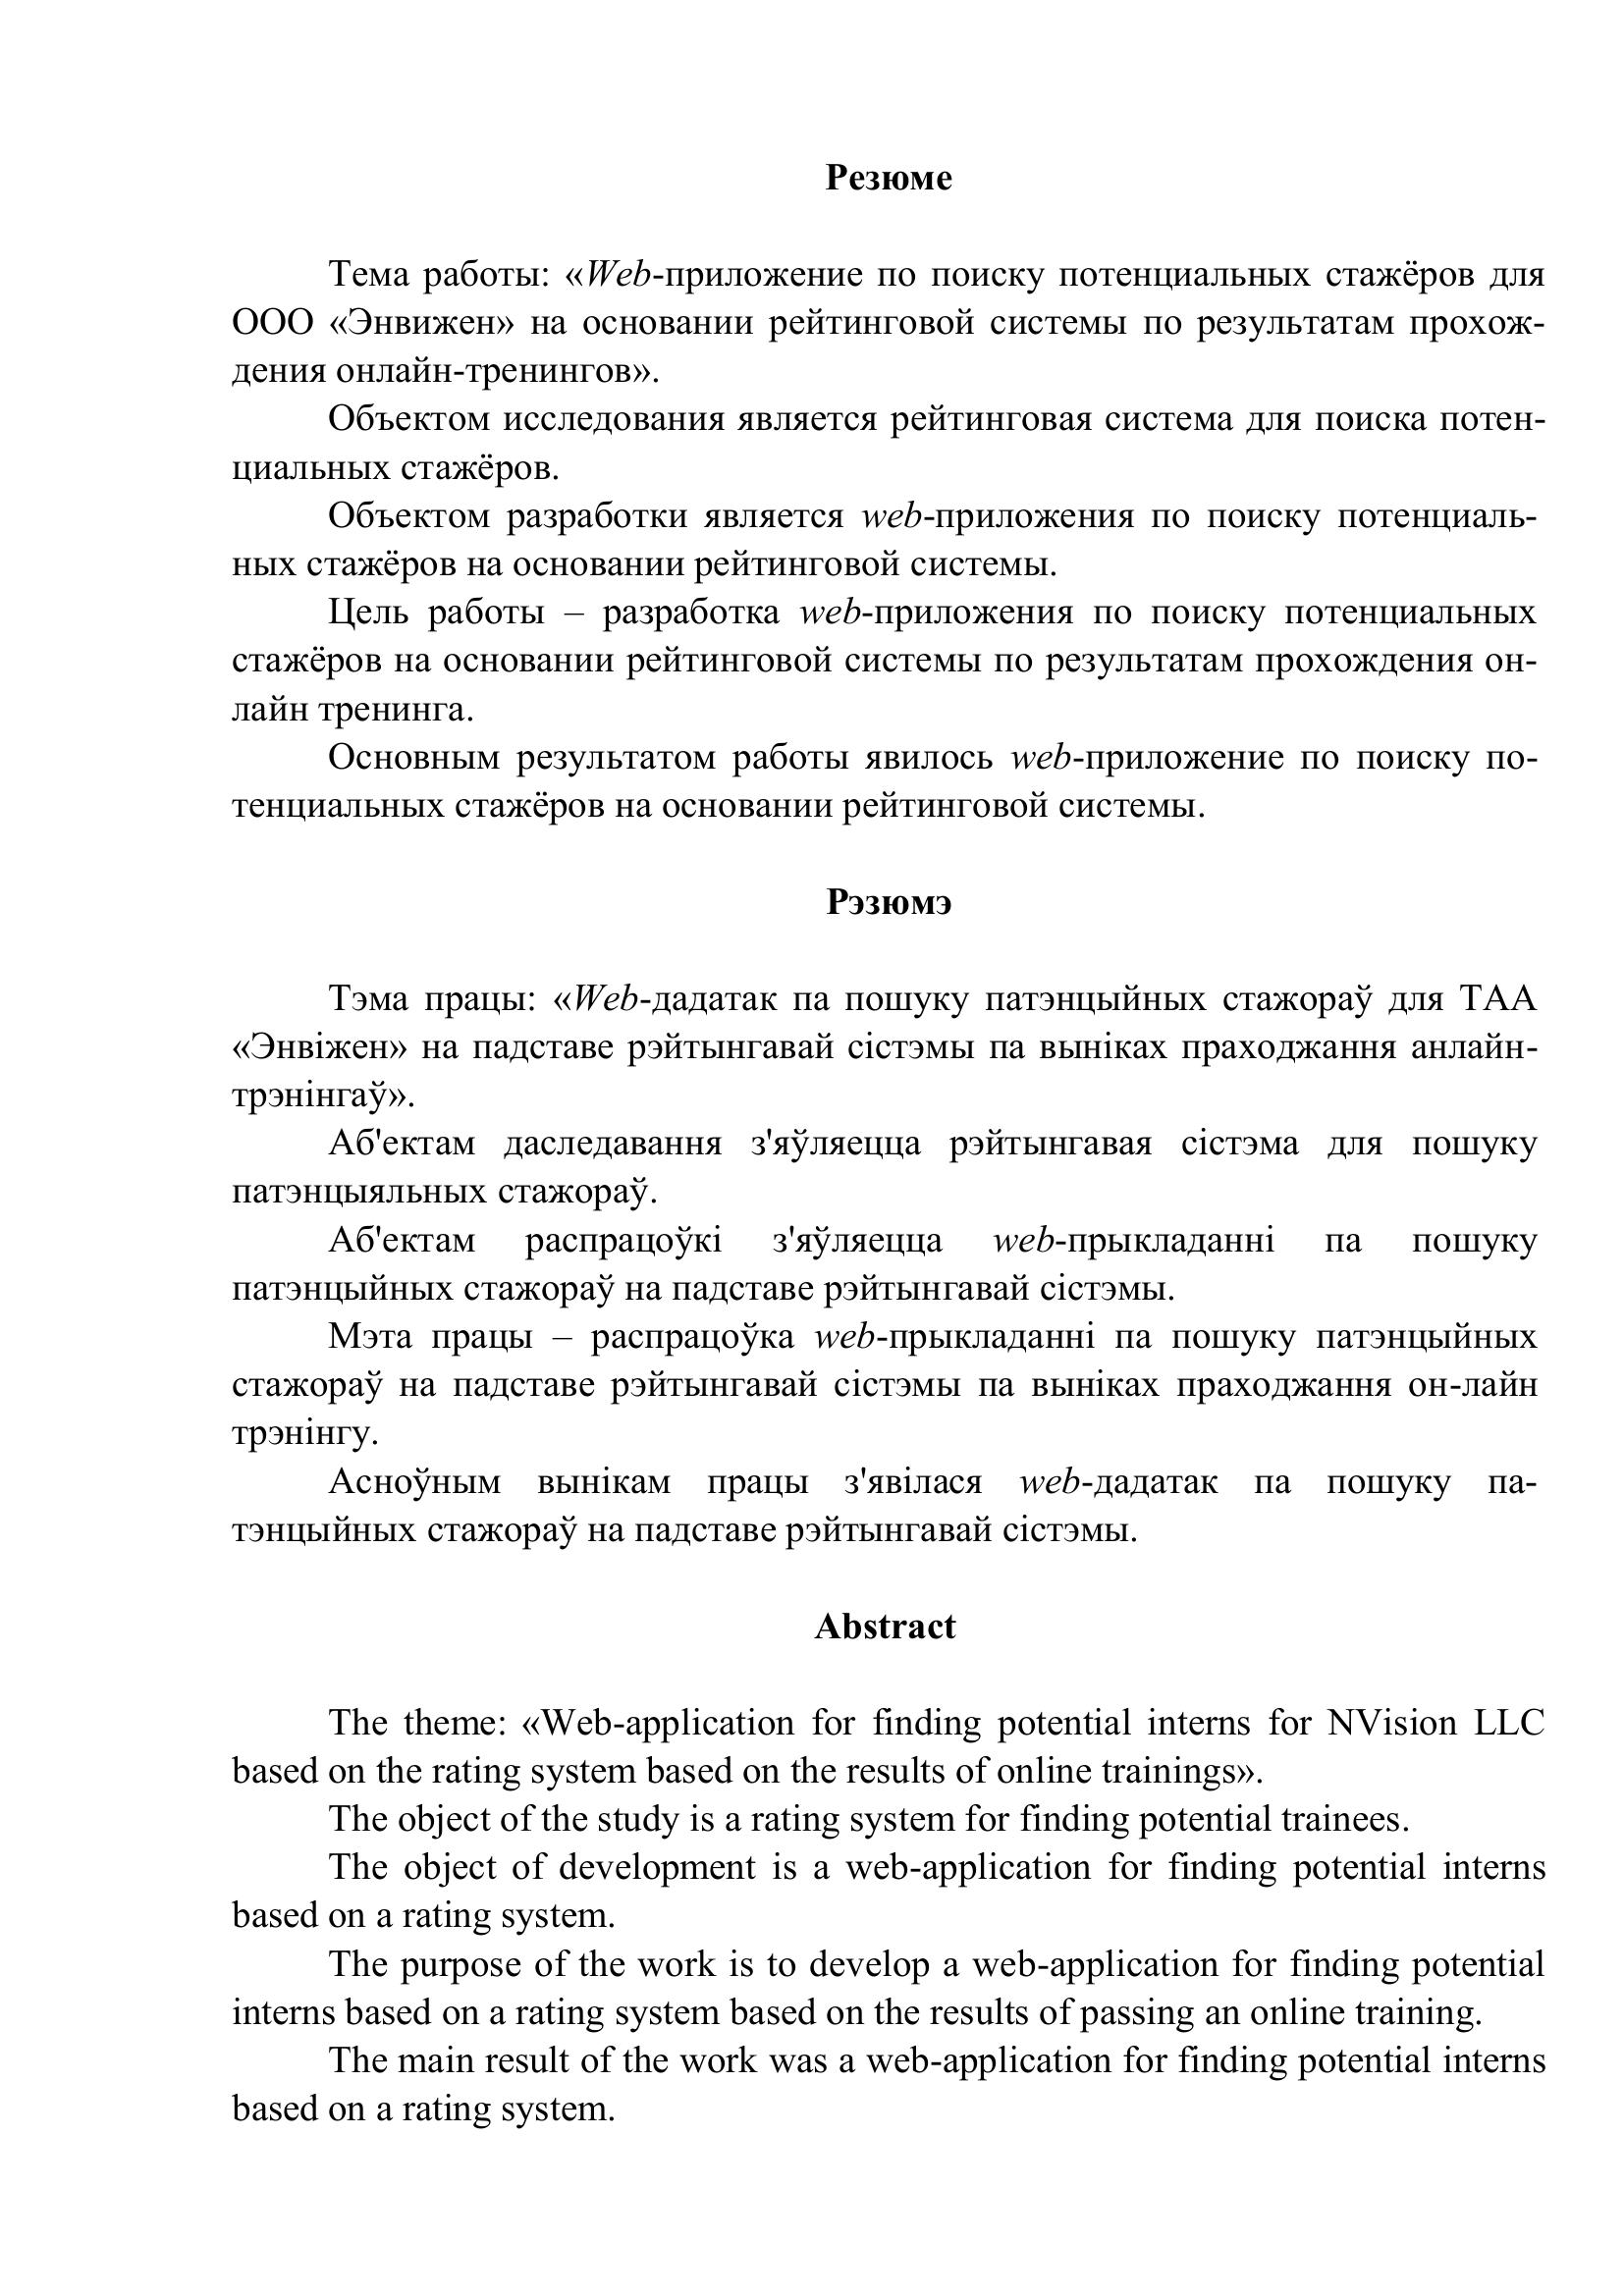 Резюме
Тема работы: «Web-приложение по поиску потенциальных стажёров для
ООО «Энвижен» на основании рейтинговой системы по результатам прохож-
дения онлайн-тренингов».
Объектом исследования является рейтинговая система для поиска потен-
циальных стажёров.
Объектом разработки является web-приложения по поиску потенциаль-
ных стажёров на основании рейтинговой системы.
Цель работы – разработка web-приложения по поиску потенциальных
стажёров на основании рейтинговой системы по результатам прохождения он-
лайн тренинга.
Основным результатом работы явилось web-приложение по поиску по-
тенциальных стажёров на основании рейтинговой системы.
Рэзюмэ
Тэма працы: «Web-дадатак па пошуку патэнцыйных стажораў для ТАА
«Энвіжен» на падставе рэйтынгавай сістэмы па выніках праходжання анлайн-
трэнінгаў».
Аб'ектам даследавання з'яўляецца рэйтынгавая сістэма для пошуку
патэнцыяльных стажораў.
Аб'ектам распрацоўкі з'яўляецца web-прыкладанні па пошуку
патэнцыйных стажораў на падставе рэйтынгавай сістэмы.
Мэта працы – распрацоўка web-прыкладанні па пошуку патэнцыйных
стажораў на падставе рэйтынгавай сістэмы па выніках праходжання он-лайн
трэнінгу.
Асноўным вынікам працы з'явілася web-дадатак па пошуку па-
тэнцыйных стажораў на падставе рэйтынгавай сістэмы.
Abstract
The theme: «Web-application for finding potential interns for NVision LLC
based on the rating system based on the results of online trainings».
The object of the study is a rating system for finding potential trainees.
The object of development is a web-application for finding potential interns
based on a rating system.
The purpose of the work is to develop a web-application for finding potential
interns based on a rating system based on the results of passing an online training.
The main result of the work was a web-application for finding potential interns
based on a rating system.